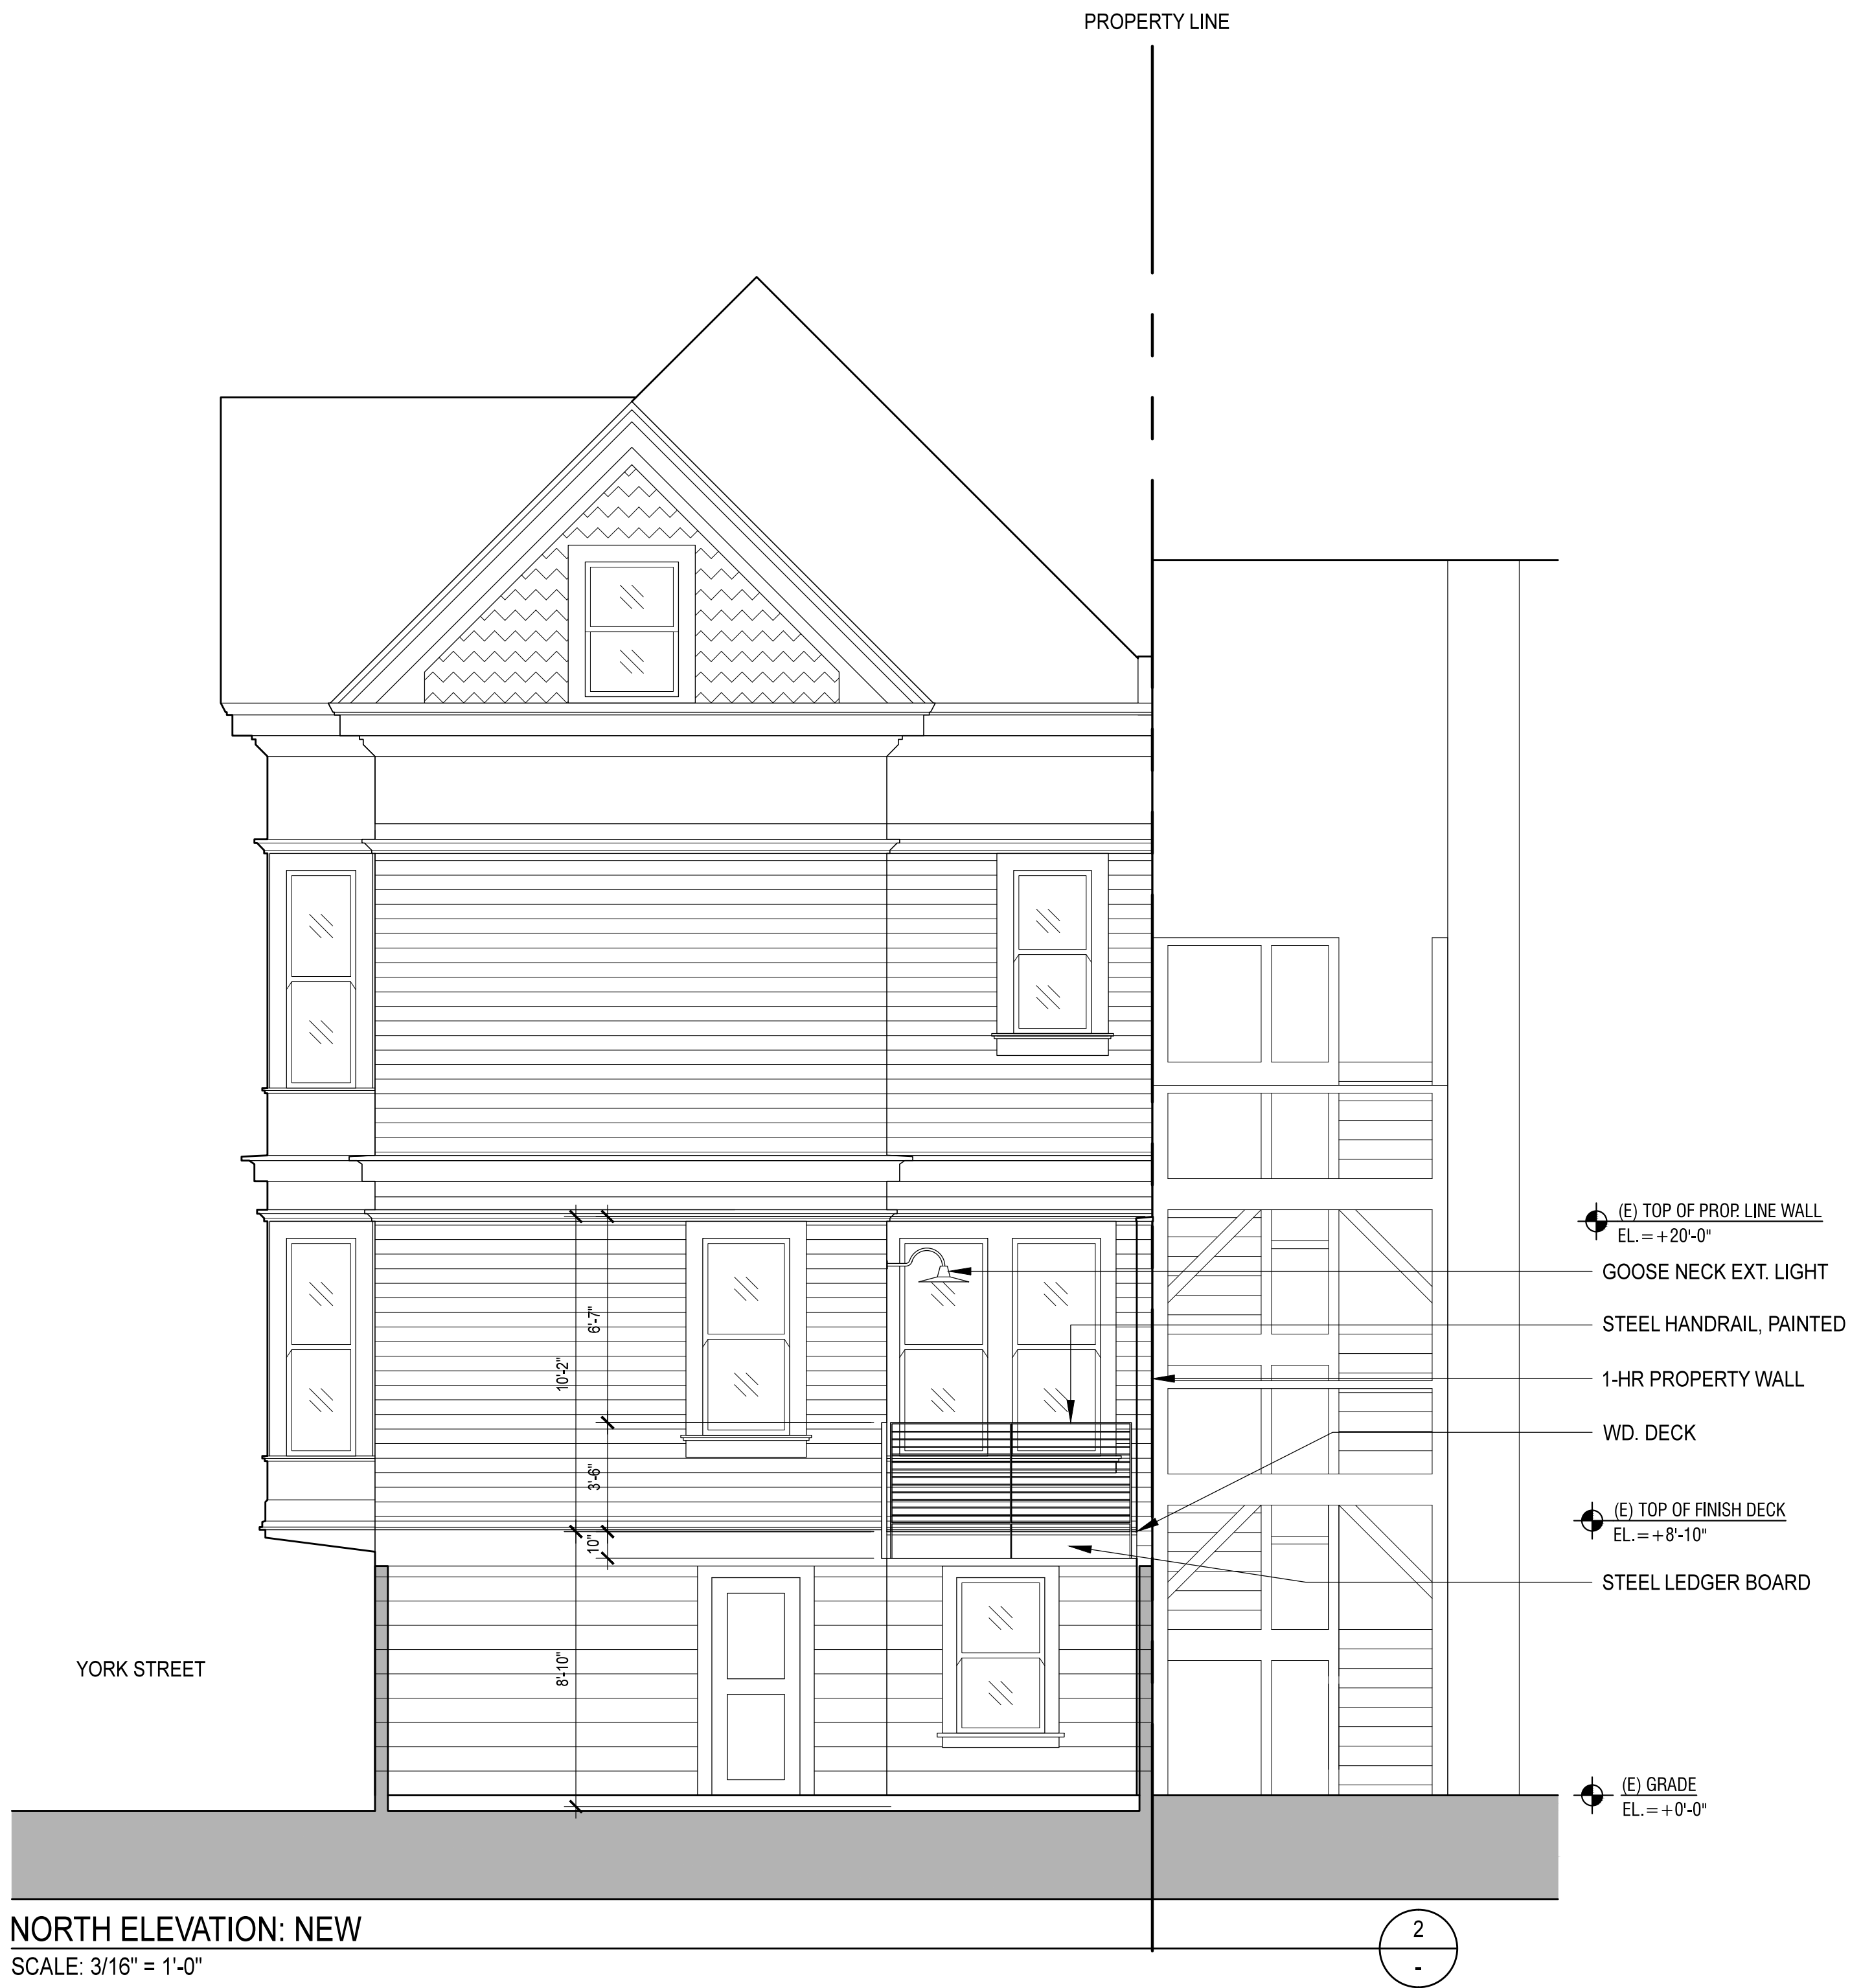 PROPERTY LINE
(E) TOP OF PROP. LINE WALL
EL.=+20'-0"
GOOSE NECK EXT. LIGHT
STEEL HANDRAIL, PAINTED
6'-7"
10'-2"
1-HR PROPERTY WALL
WD. DECK
3'-6"
(E) TOP OF FINISH DECK
EL.=+8'-10"
10"
STEEL LEDGER BOARD
YORK STREET
8'-10"
(E) GRADE
EL.=+0'-0"
NORTH ELEVATION: NEW
SCALE: 3/16" = 1'-0"
2
-